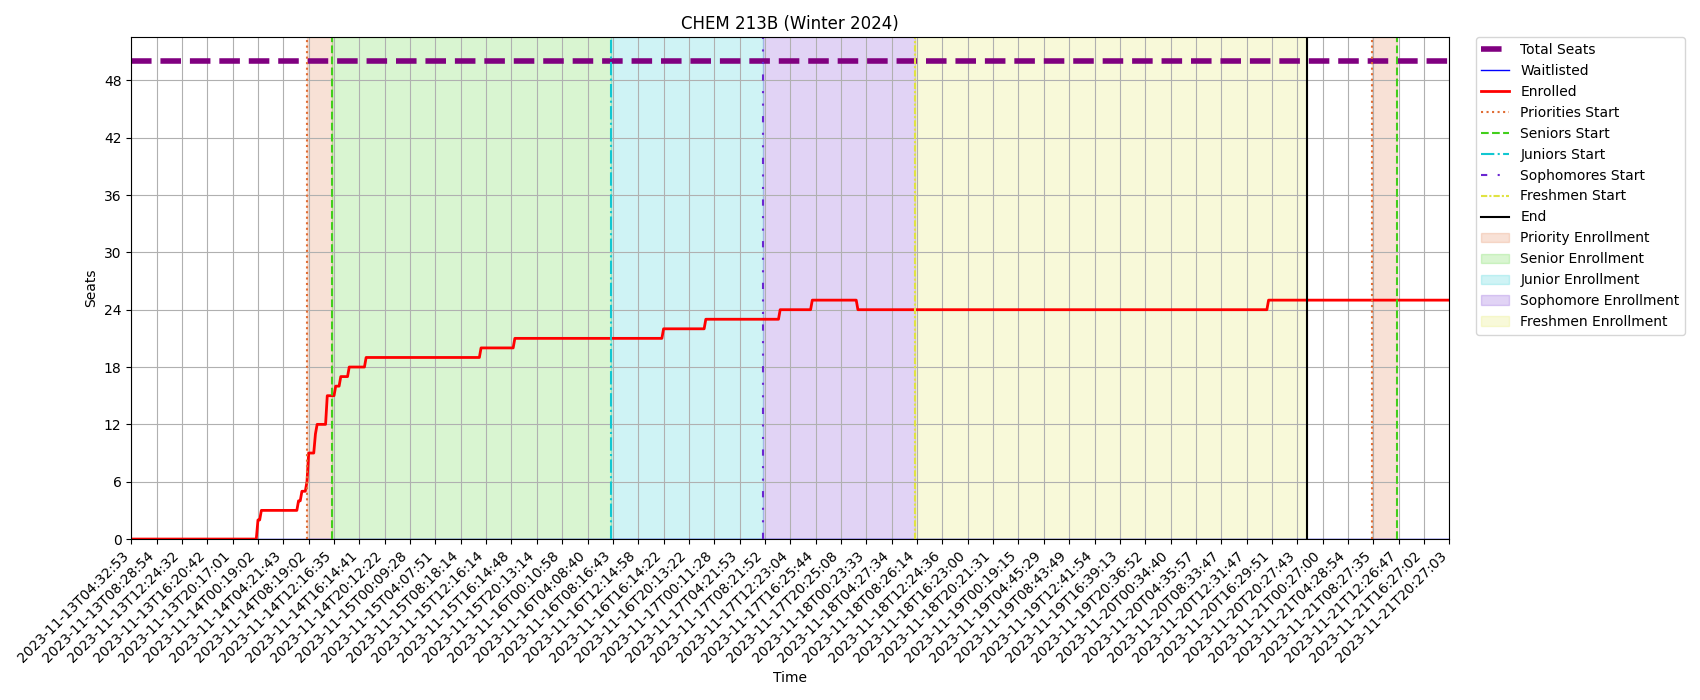 CHEM 213B (Winter 2024)
Seats
48
42
36
30
24
18
12
6
0
2023-11-13T04:32:53
2023-11-13T08:28:54
2023-11-13T12:24:32
2023-11-13T16:20:42
2023-11-13T20:17:01
2023-11-14T00:19:02
2023-11-14T04:21:43
2023-11-14T08:19:02
2023-11-14T12:16:35
2023-11-14T16:14:41
2023-11-14T20:12:22
2023-11-15T00:09:28
2023-11-15T04:07:51
2023-11-15T08:18:14
2023-11-15T12:16:14
2023-11-15T16:14:48
2023-11-15T20:13:14
2023-11-16T00:10:58
2023-11-16T04:08:40
2023-11-16T08:16:43
2023-11-16T12:14:58
2023-11-16T16:14:22
2023-11-16T20:13:22
2023-11-17T00:11:28
2023-11-17T04:21:53
2023-11-17T08:21:52
2023-11-17T12:23:04
2023-11-17T16:25:44
2023-11-17T20:25:08
2023-11-18T00:23:33
2023-11-18T04:27:34
2023-11-18T08:26:14
2023-11-18T12:24:36
2023-11-18T16:23:00
2023-11-18T20:21:31
2023-11-19T00:19:15
2023-11-19T04:45:29
2023-11-19T08:43:49
2023-11-19T12:41:54
2023-11-19T16:39:13
2023-11-19T20:36:52
2023-11-20T00:34:40
2023-11-20T04:35:57
2023-11-20T08:33:47
2023-11-20T12:31:47
2023-11-20T16:29:51
2023-11-20T20:27:43
2023-11-21T00:27:00
2023-11-21T04:28:54
2023-11-21T08:27:35
2023-11-21T12:26:47
2023-11-21T16:27:02
2023-11-21T20:27:03
Time
Total Seats
Waitlisted
Enrolled
Priorities Start
Seniors Start
Juniors Start
Sophomores Start
Freshmen Start
End
Priority Enrollment
Senior Enrollment
Junior Enrollment
Sophomore Enrollment
Freshmen Enrollment